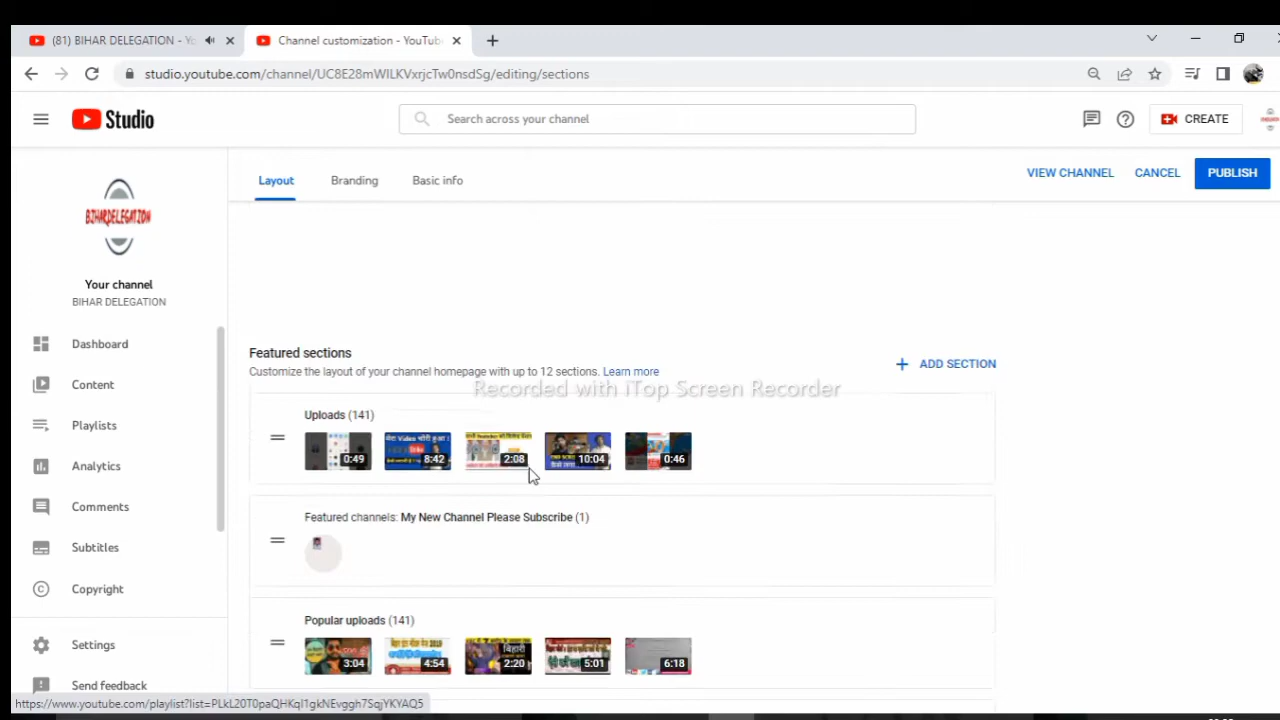 (81) BIHAR DELEGATION - Yo
Channel customization - YouTube
studio.youtube.com/channel/UC8E28mWlLKVxrjcTw0nsdSg/editing/sections
Studio
Search across your channel
CREATE
Layout
Branding
Basic info
VIEW CHANNEL
CANCEL
PUBLISH
BIHARDELEGATION
Your channel
BIHAR DELEGATION
Dashboard
Content
Playlists
Analytics
Comments
Subtitles
Copyright
Settings
Send feedback
Featured sections
Customize the layout of your channel homepage with up to 12 sections. Learn more
ADD SECTION
Recorded with iTop Screen Recorder
Uploads (141)
0:49
8:42
2:08
10:04
0:46
Featured channels: My New Channel Please Subscribe (1)
Popular uploads (141)
3:04
4:54
2:20
5:01
6:18
https://www.youtube.com/playlist?list=PLkL20T0paQHKqI1gkNEvggh7SqjYKYAQ5